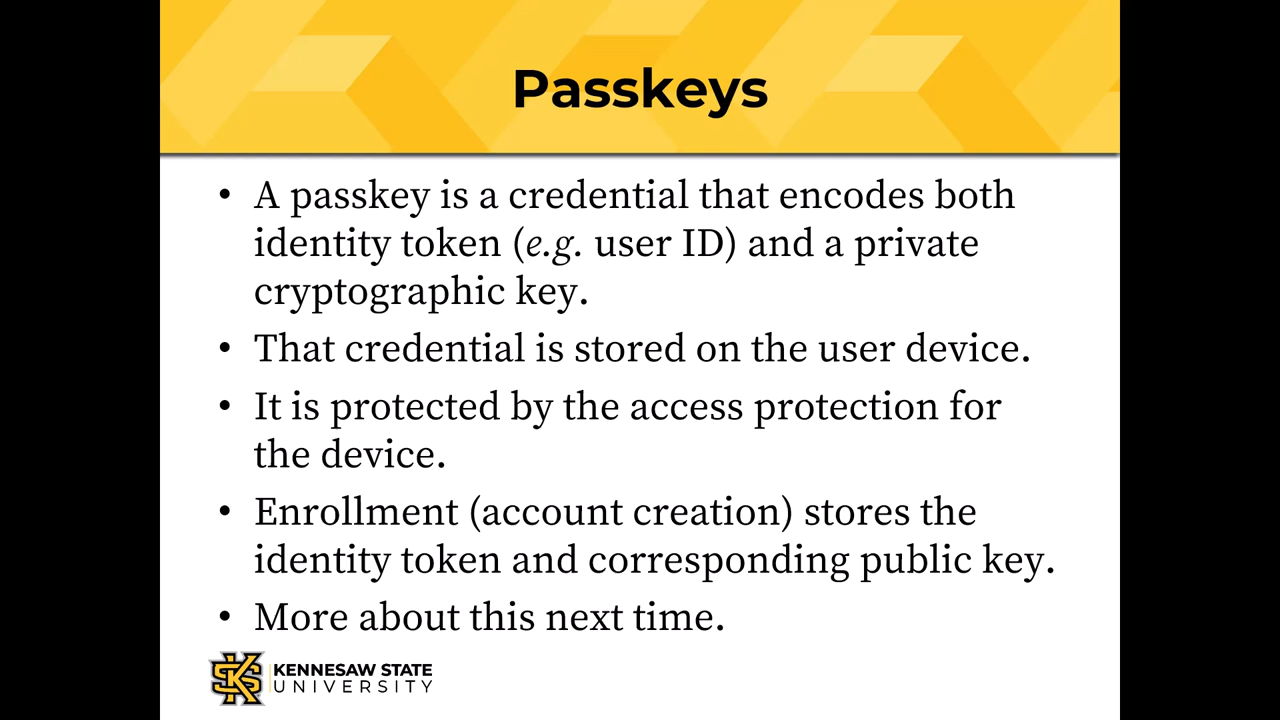 Passkeys
• A passkey is a credential that encodes both
identity token (e.g. user ID) and a private
cryptographic key.
• That credential is stored on the user device.
• It is protected by the access protection for
the device.
• Enrollment (account creation) stores the
identity token and corresponding public key.
• More about this next time.
KENNESAW STATE
UNIVERSITY